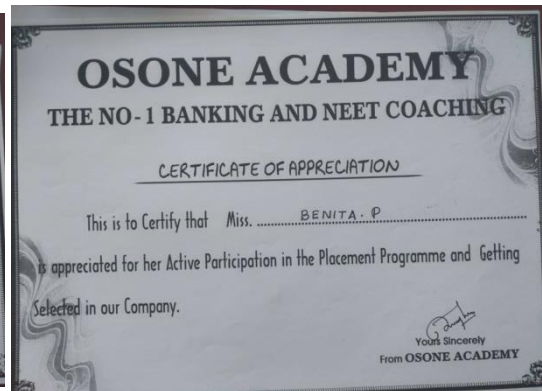 OSONE ACADEMY
THE NO-1 BANKING AND NEET COACHING
CERTIFICATE OF APPRECIATION
This is to Certify that Miss. BENITA. P
is appreciated for her Active Participation in the Placement Programme and Getting
Selected in our Company.
Yours Sincerely
From OSONE ACADEMY